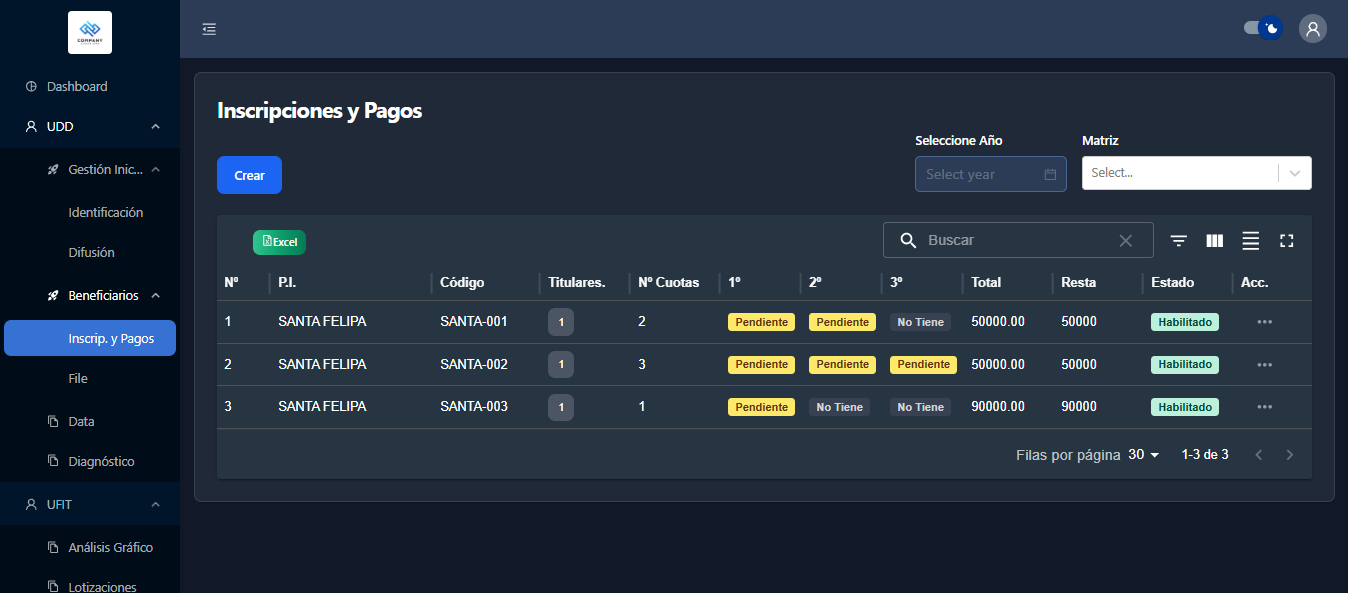 COMPANY
Dashboard
UDD
Gestión Inic...
Identificación
Difusión
Beneficiarios
Inscrip. y Pagos
File
Data
Diagnóstico
UFIT
Análisis Gráfico
Lotizaciones
Inscripciones y Pagos
Seleccione Año
Matriz
Crear
Select year
Select...
Excel
Buscar
Nº P.I. Código Titulares. Nº Cuotas 1º 2º 3º Total Resta Estado Acc.
1 SANTA FELIPA SANTA-001 1 2 Pendiente Pendiente No Tiene 50000.00 50000 Habilitado
2 SANTA FELIPA SANTA-002 1 3 Pendiente Pendiente Pendiente 50000.00 50000 Habilitado
3 SANTA FELIPA SANTA-003 1 1 Pendiente No Tiene No Tiene 90000.00 90000 Habilitado
Filas por página 30 1-3 de 3